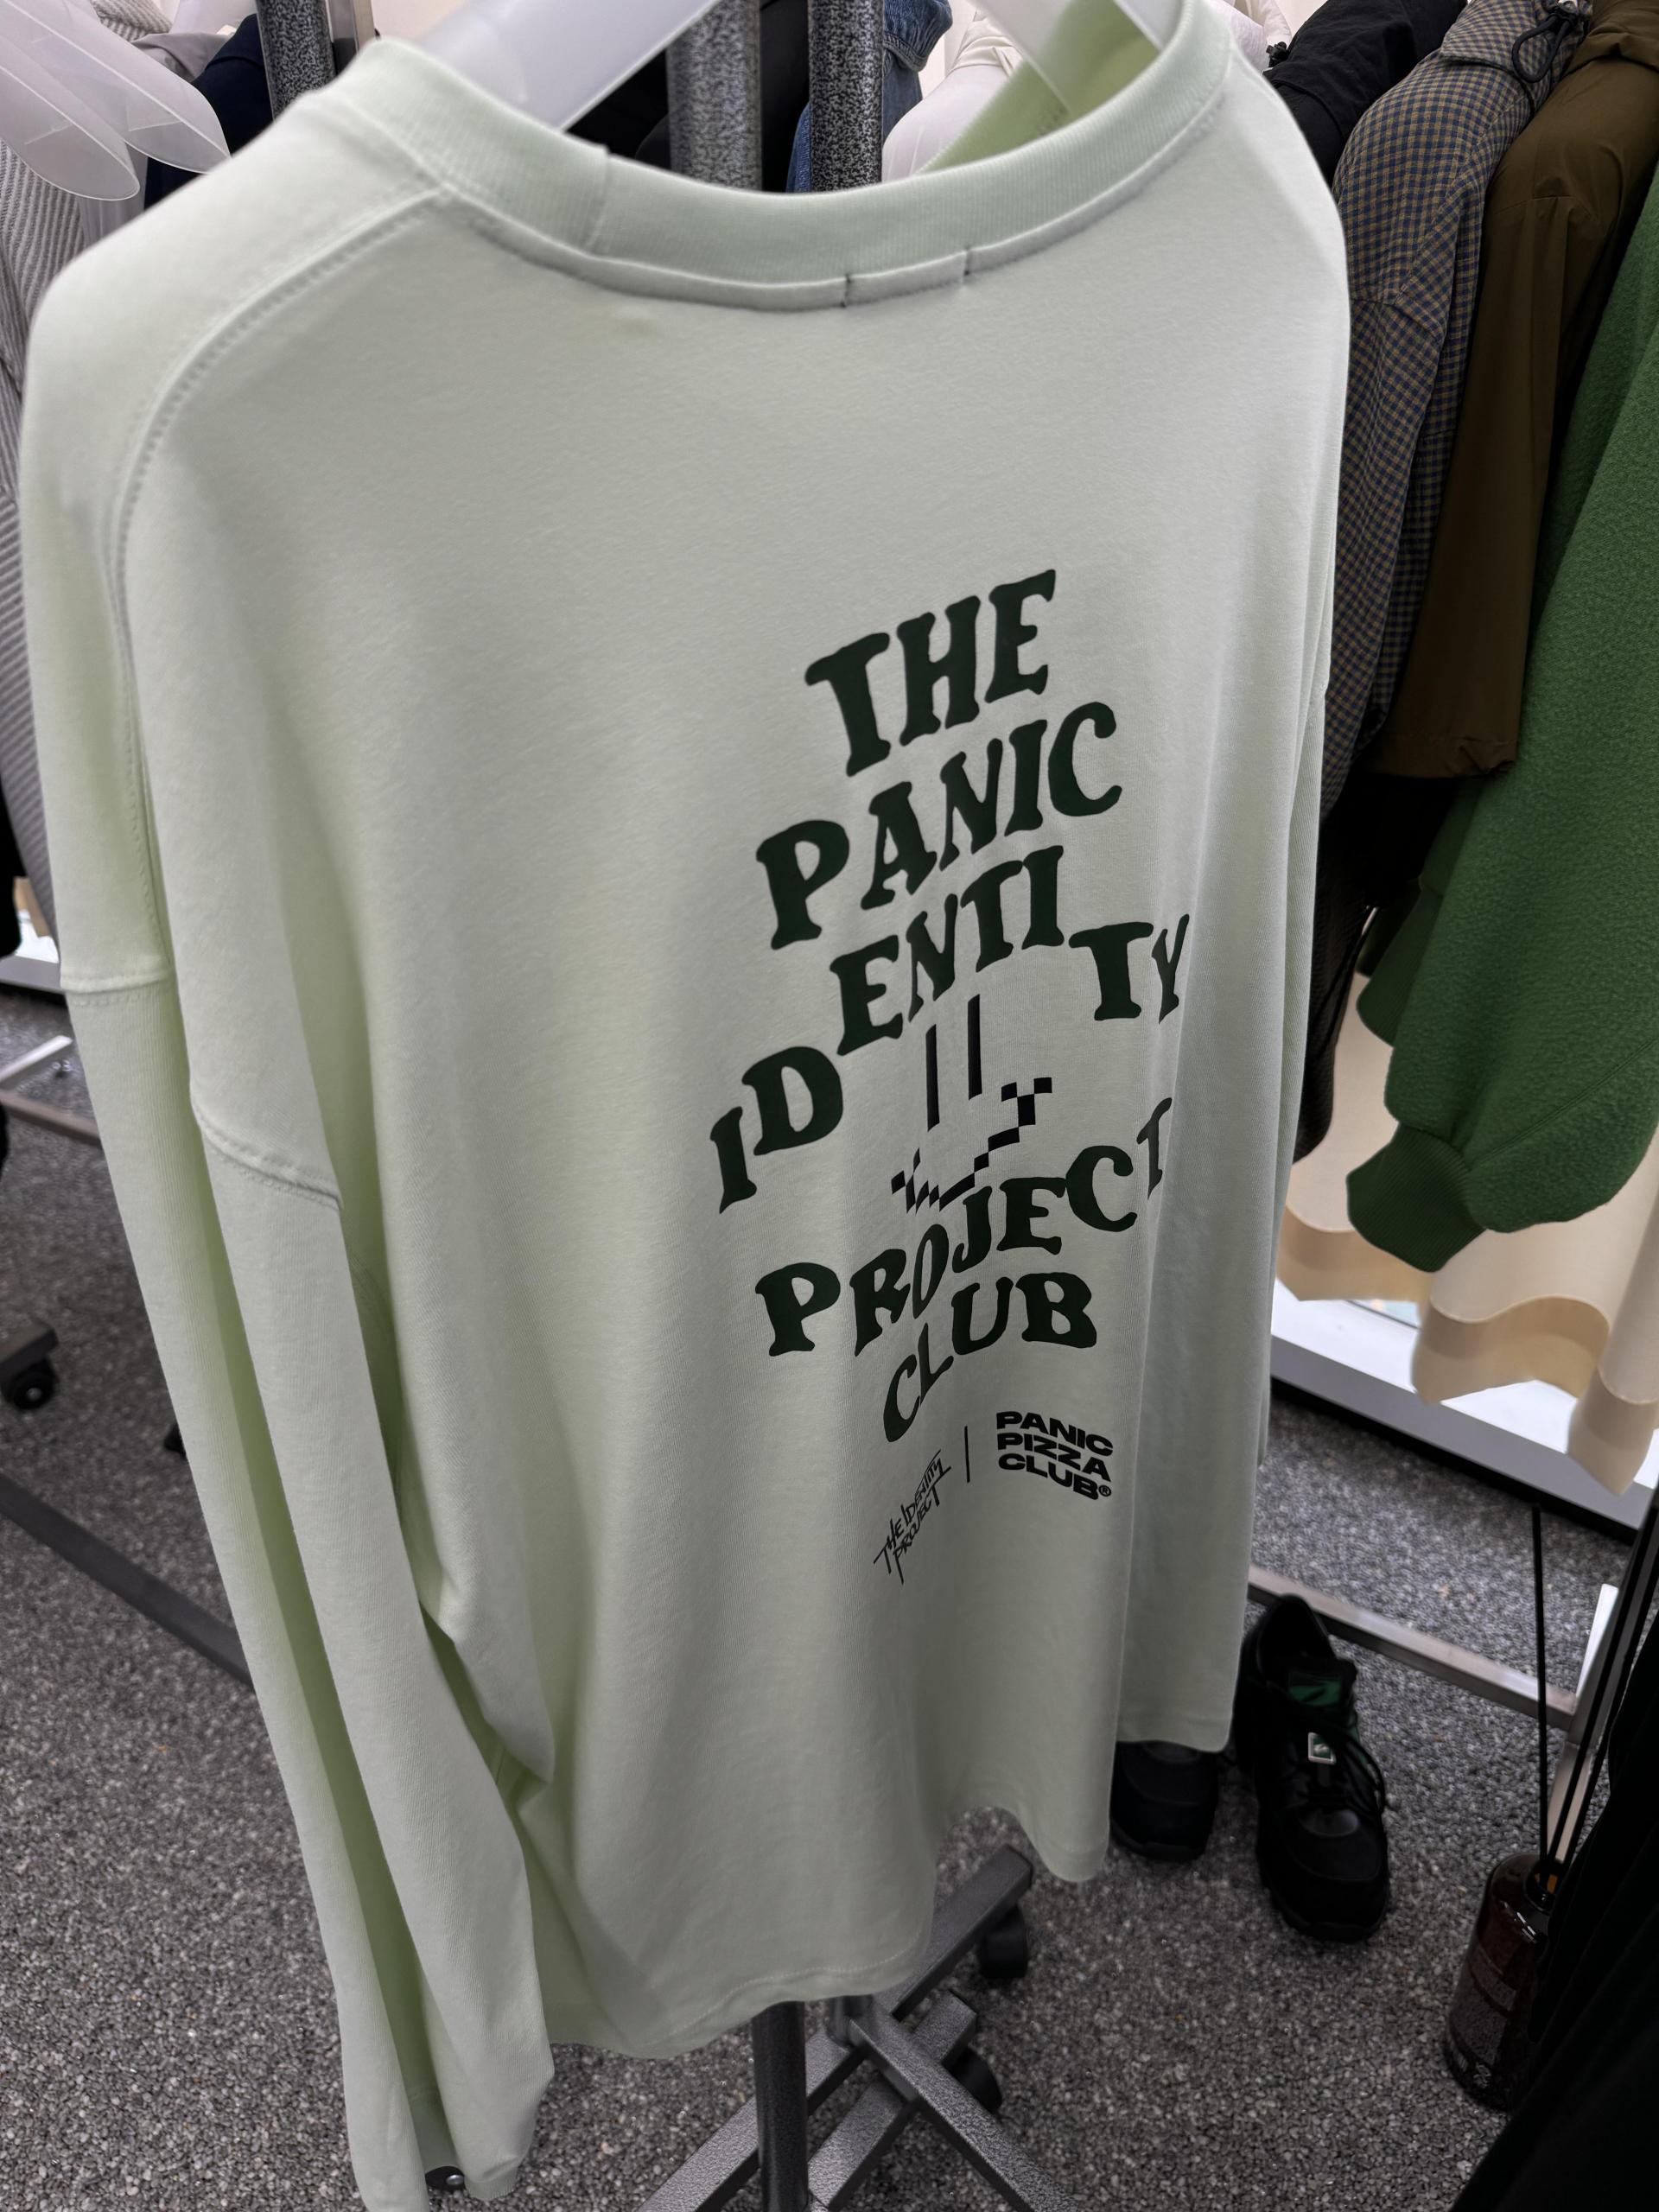 THE
PANIC
IDENTITY
PROJECT
CLUB
THE IDENTITY
PROJECT
PANIC
PIZZA
CLUB®